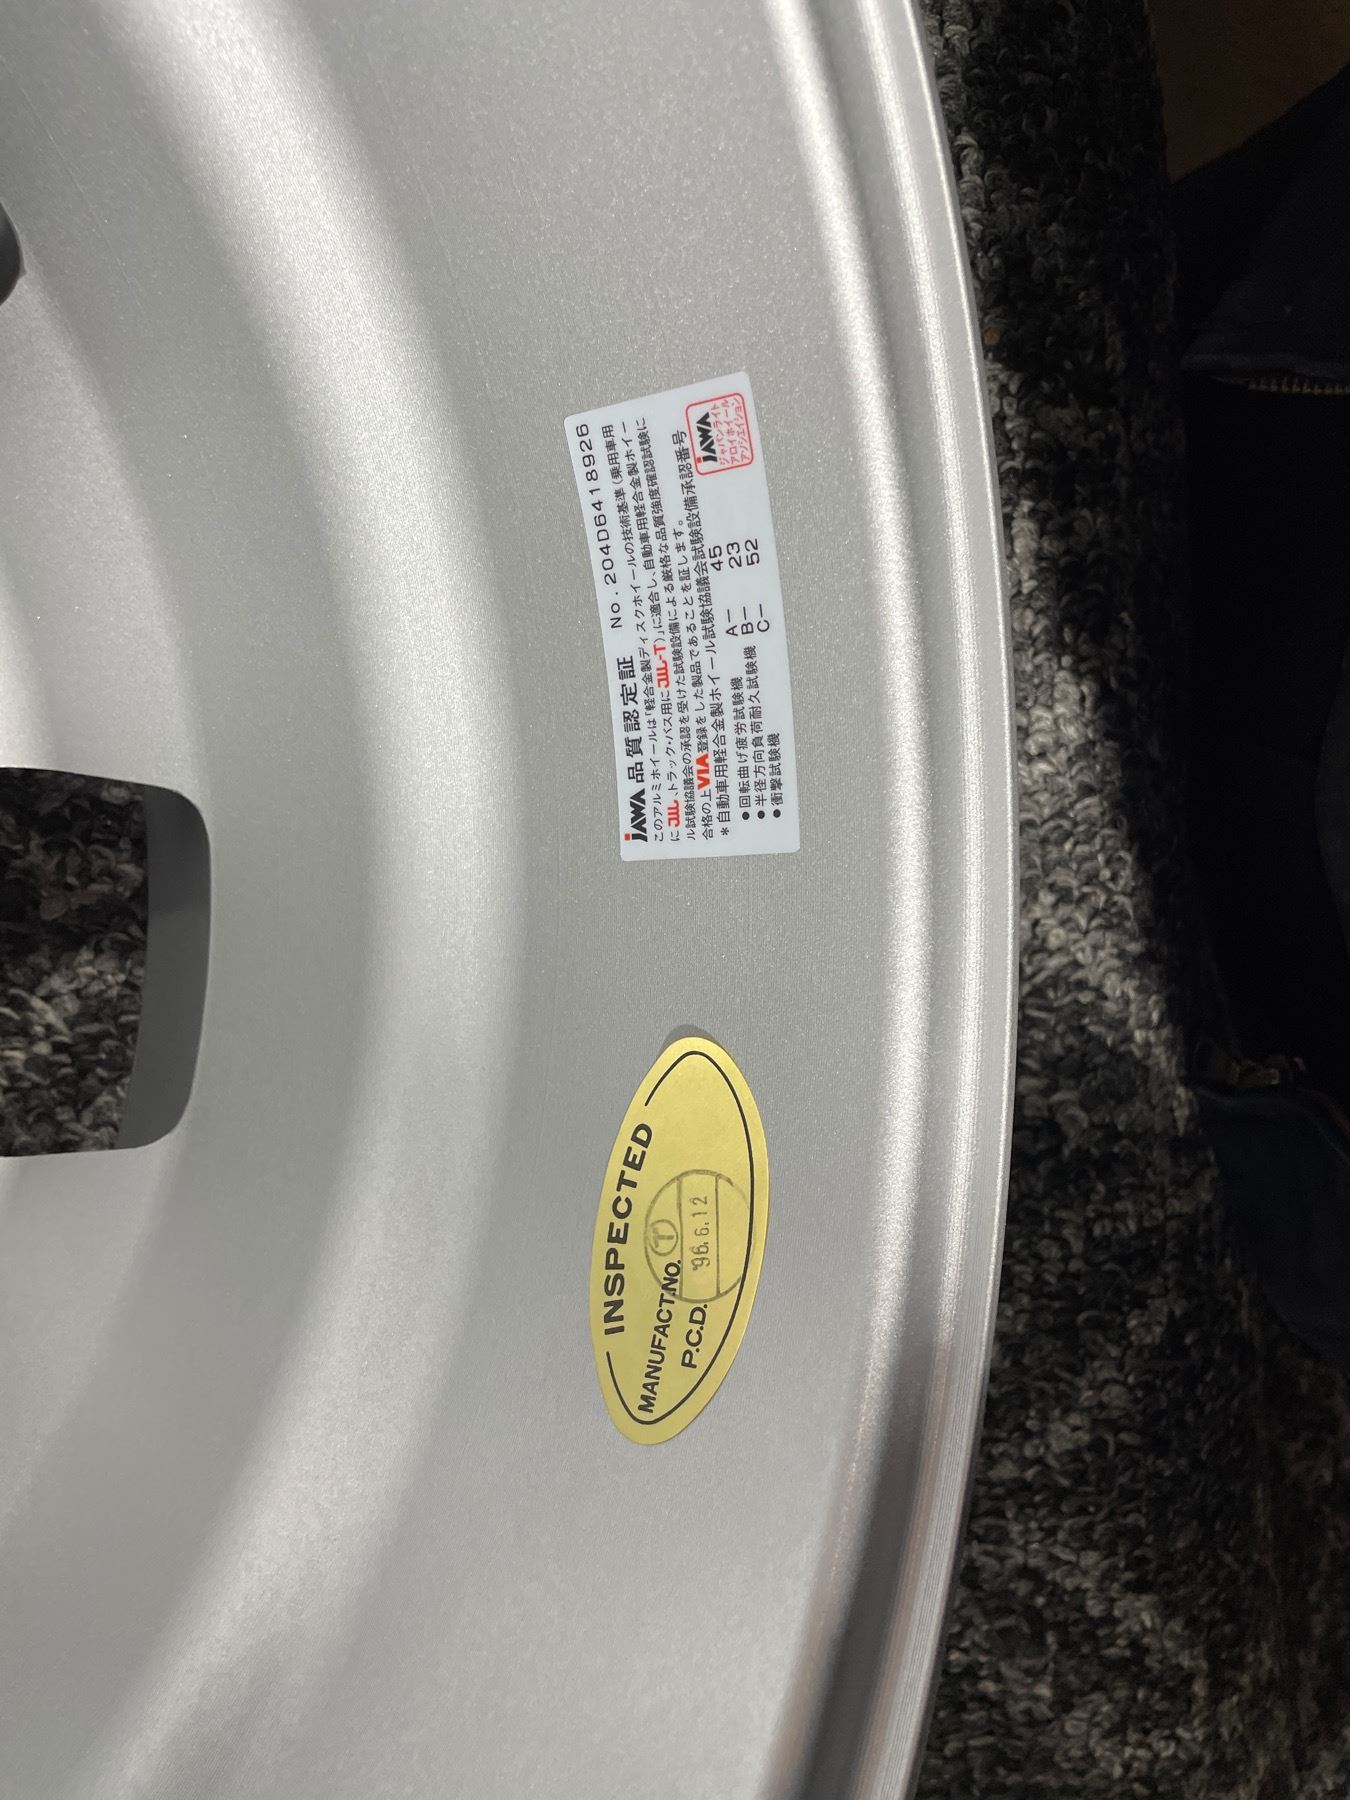 JAWA 品質認定証 No. 204D6418926
このアルミホイールは「軽合金製ディスクホイールの技術基準(乗用車用
にJWL、トラック・バス用にJWL-T)」に適合し、自動車用軽合金製ホイー
ル試験協議会の承認を受けた試験設備による厳格な品質強度確認試験に
合格の上VIA登録をした製品であることを証します。
*自動車用軽合金製ホイール試験協議会試験設備承認番号
●回転曲げ疲労試験機 A- 45
●半径方向負荷耐久試験機 B- 23
●衝撃試験機 C- 52
JAWA
ジャパンライト
アロイホイール
アソシエイション
INSPECTED
MANUFACT.NO.
P.C.D.
T
'96.6.12